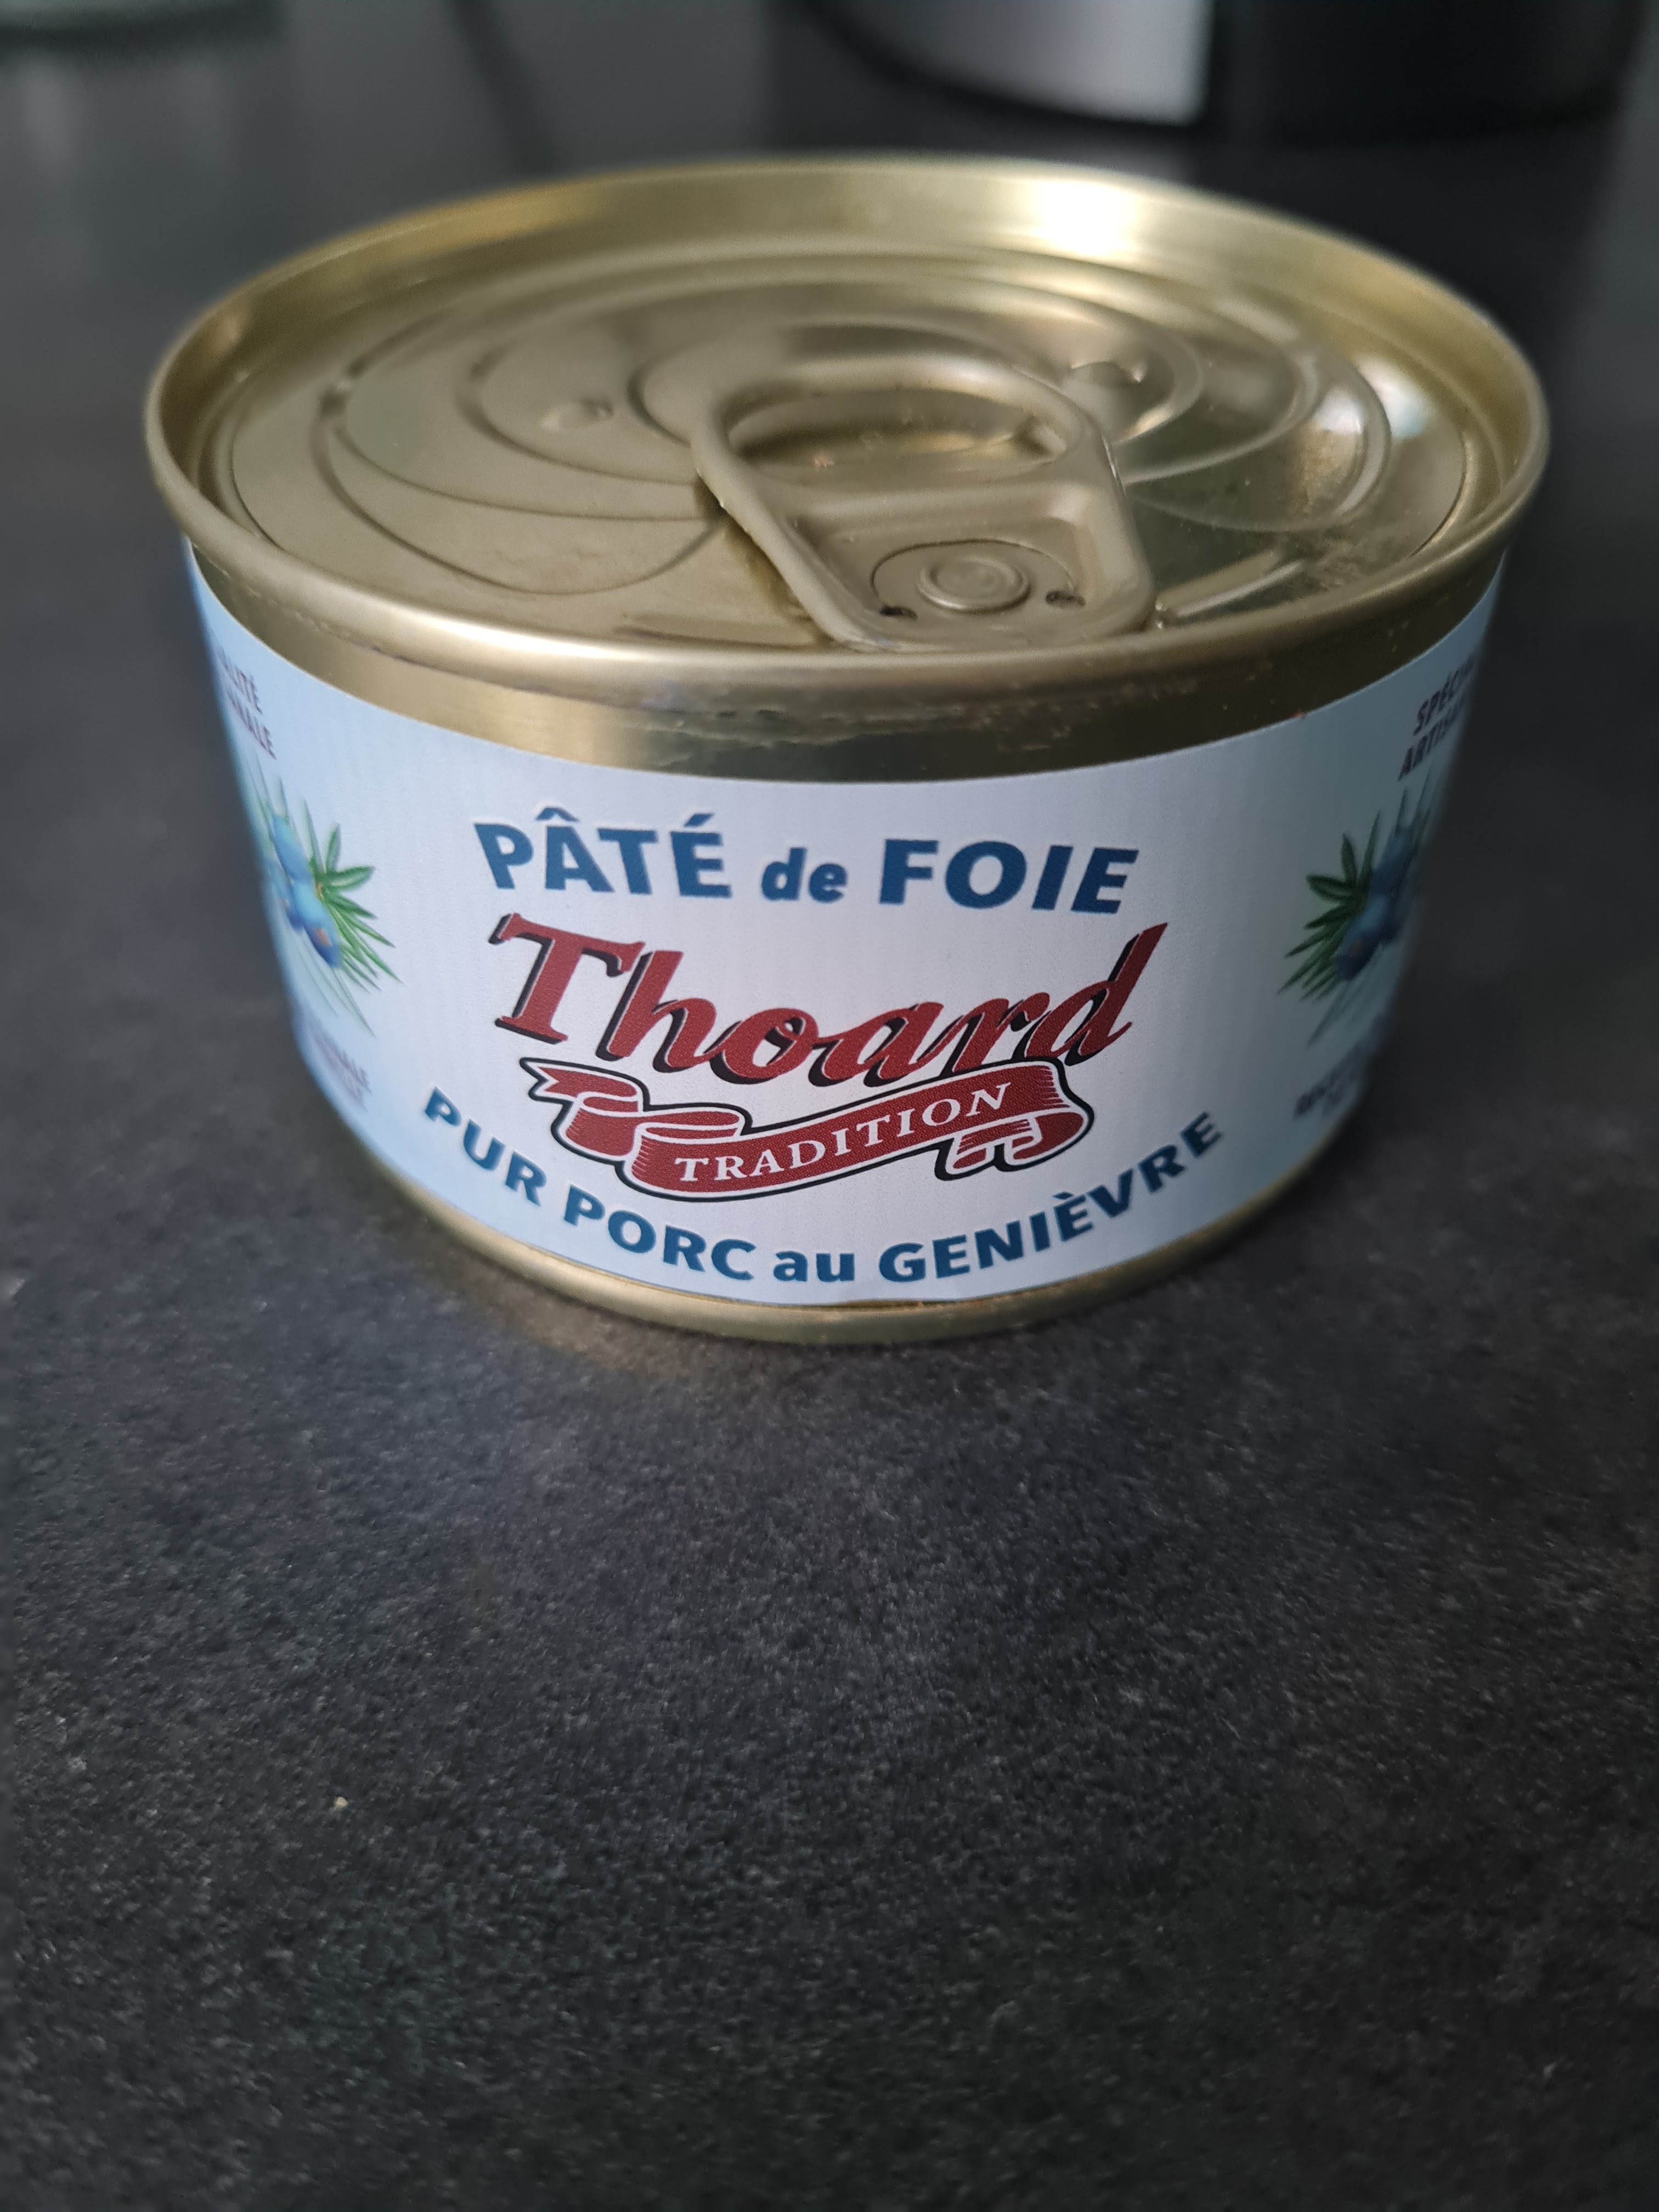 PÂTÉ de FOIE
Thoard
TRADITION
PUR PORC au GENIÈVRE